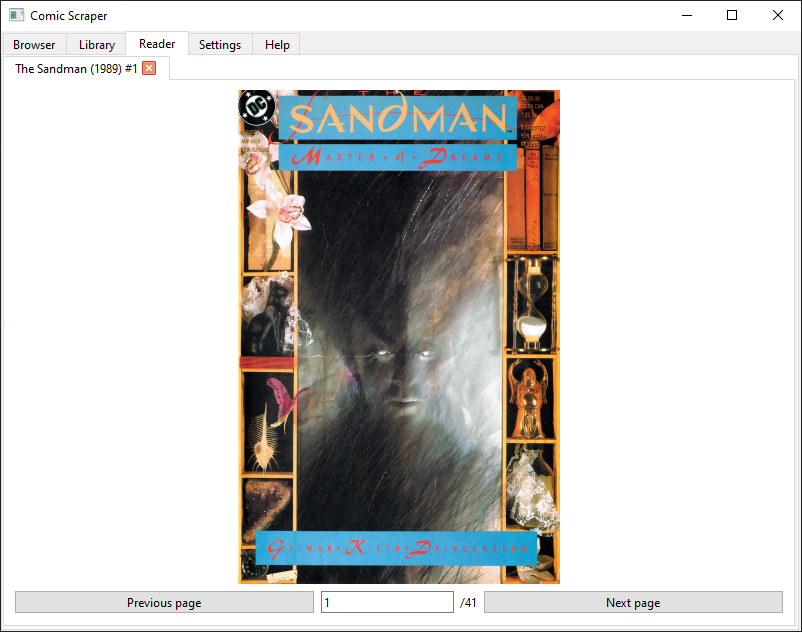 Comic Scraper
Browser Library Reader Settings Help
The Sandman (1989) #1
THE
DC
SANDMAN
MASTER of DREAMS
GAIMAN KIETH DRINGENBERG
Previous page 1 /41 Next page